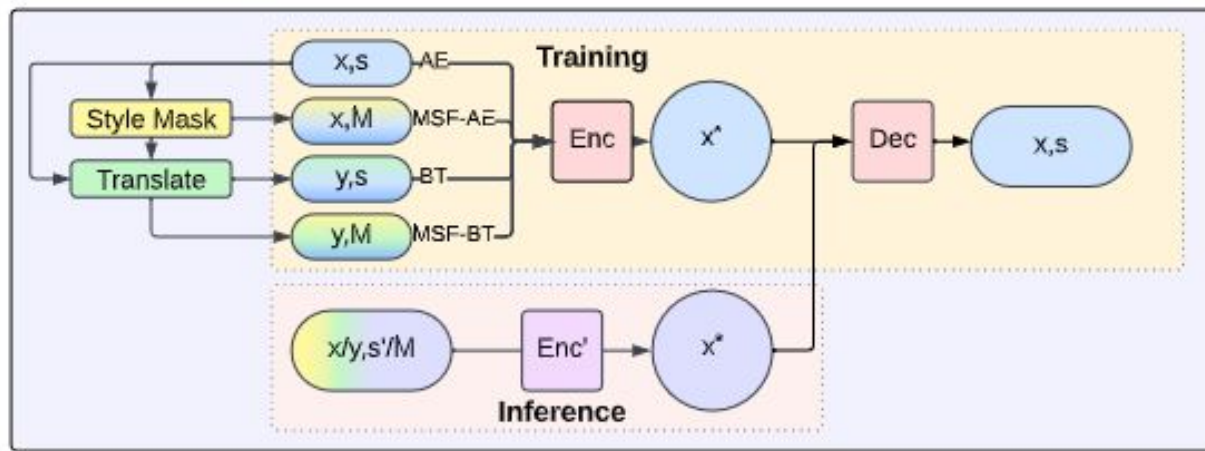 x,s
AE
Training
Style Mask
x,M
MSF-AE
Enc
x*
Dec
x,s
Translate
y,s
BT
y,M
MSF-BT
x/y,s'/M
Enc'
x*
Inference